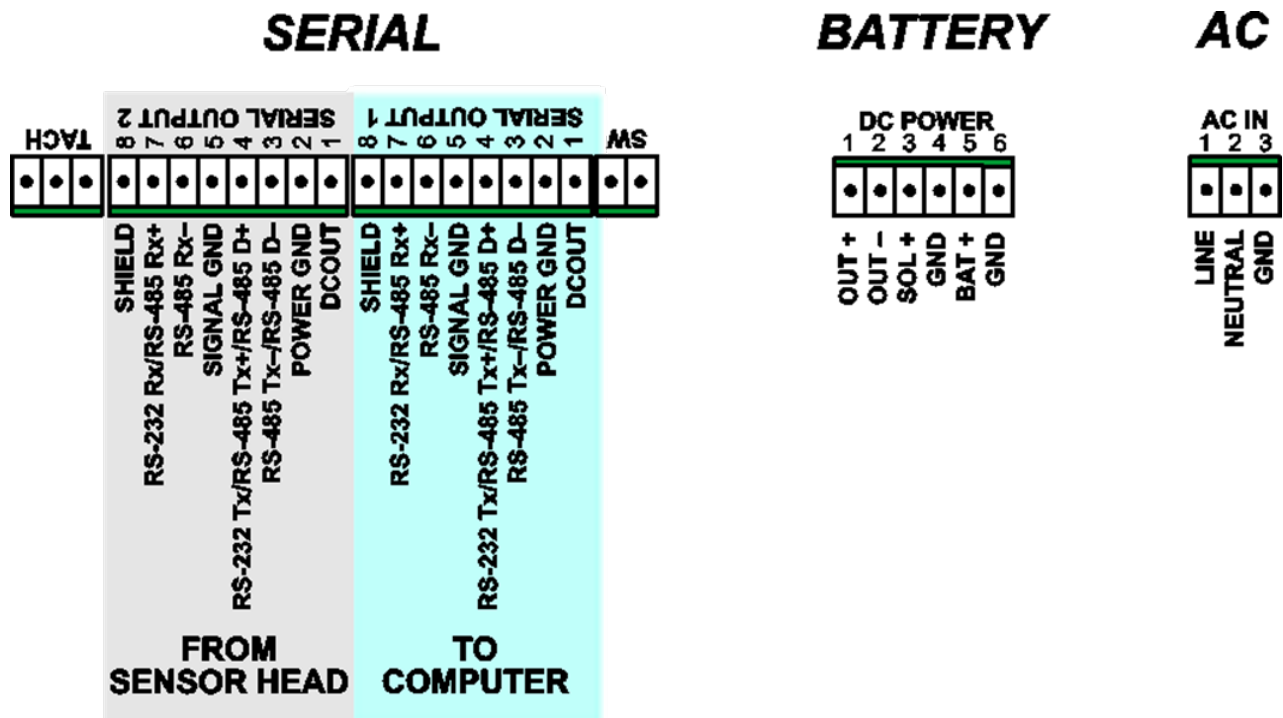 SERIAL
BATTERY
AC
TACH
SERIAL OUTPUT 2
8 7 6 5 4 3 2 1
SHIELD
RS-232 Rx/RS-485 Rx+
RS-485 Rx–
SIGNAL GND
RS-232 Tx/RS-485 Tx+/RS-485 D+
RS-485 Tx–/RS-485 D–
POWER GND
DCOUT
FROM
SENSOR HEAD
SERIAL OUTPUT 1
8 7 6 5 4 3 2 1
SHIELD
RS-232 Rx/RS-485 Rx+
RS-485 Rx–
SIGNAL GND
RS-232 Tx/RS-485 Tx+/RS-485 D+
RS-485 Tx–/RS-485 D–
POWER GND
DCOUT
TO
COMPUTER
SW
DC POWER
1 2 3 4 5 6
OUT +
OUT –
SOL +
GND
BAT +
GND
AC IN
1 2 3
LINE
NEUTRAL
GND